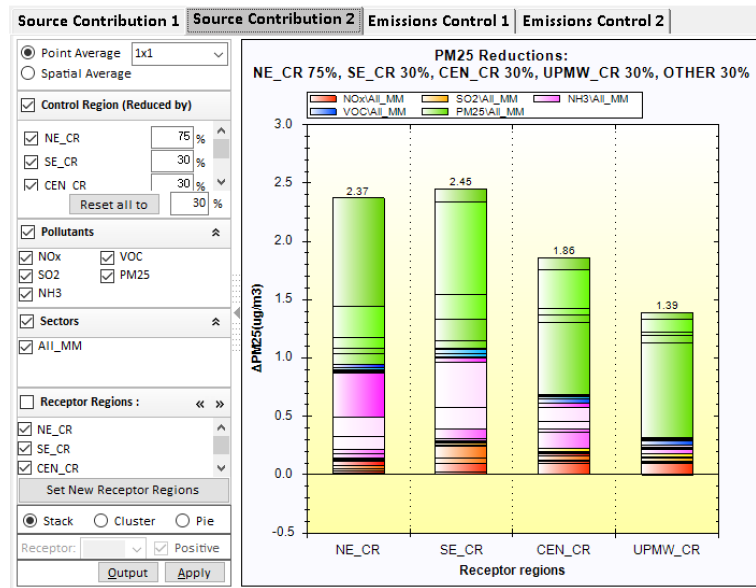 Source Contribution 1 Source Contribution 2 Emissions Control 1 Emissions Control 2
Point Average 1x1
Spatial Average
Control Region (Reduced by)
NE_CR 75 %
SE_CR 30 %
CEN_CR 30 %
Reset all to 30 %
Pollutants
NOx VOC
SO2 PM25
NH3
Sectors
All_MM
Receptor Regions : « »
NE_CR
SE_CR
CEN_CR
Set New Receptor Regions
Stack Cluster Pie
Receptor: Positive
Output Apply
PM25 Reductions:
NE_CR 75%, SE_CR 30%, CEN_CR 30%, UPMW_CR 30%, OTHER 30%
NOx\All_MM SO2\All_MM NH3\All_MM
VOC\All_MM PM25\All_MM
ΔPM25(ug/m3)
3.0
2.5
2.0
1.5
1.0
0.5
0.0
-0.5
2.37
2.45
1.86
1.39
NE_CR SE_CR CEN_CR UPMW_CR
Receptor regions